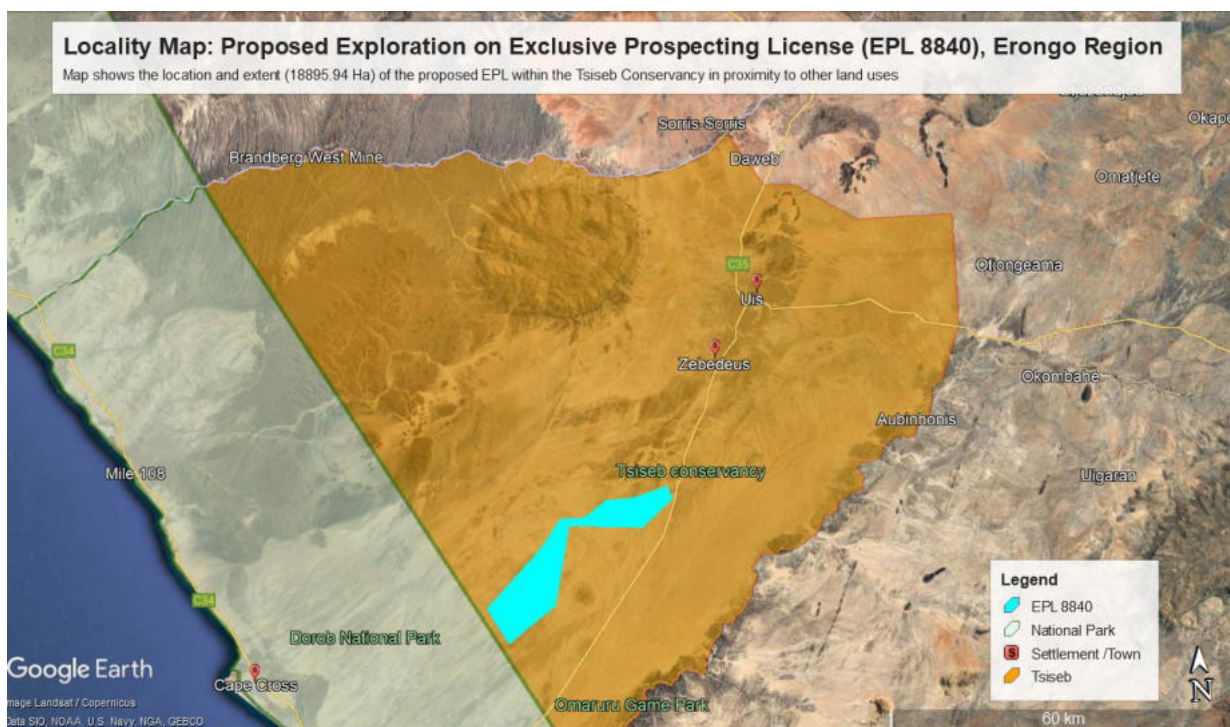 Locality Map: Proposed Exploration on Exclusive Prospecting License (EPL 8840), Erongo Region
Map shows the location and extent (18895.94 Ha) of the proposed EPL within the Tsiseb Conservancy in proximity to other land uses
Okape
Sorris-Sorris
Brandberg West Mine
Daweb
Omatjete
Otjongeama
C35
Uis
C34
Zebedeus
Okombahe
Aubinhonis
Mile 108
Tsiseb conservancy
Uigaran
Legend
EPL 8840
National Park
S Settlement /Town
Tsiseb
C34
Dorob National Park
Google Earth
Cape Cross
N
Omaruru Game Park
mage Landsat / Copernicus
Data SIO, NOAA, U.S. Navy, NGA, GEBCO
60 km